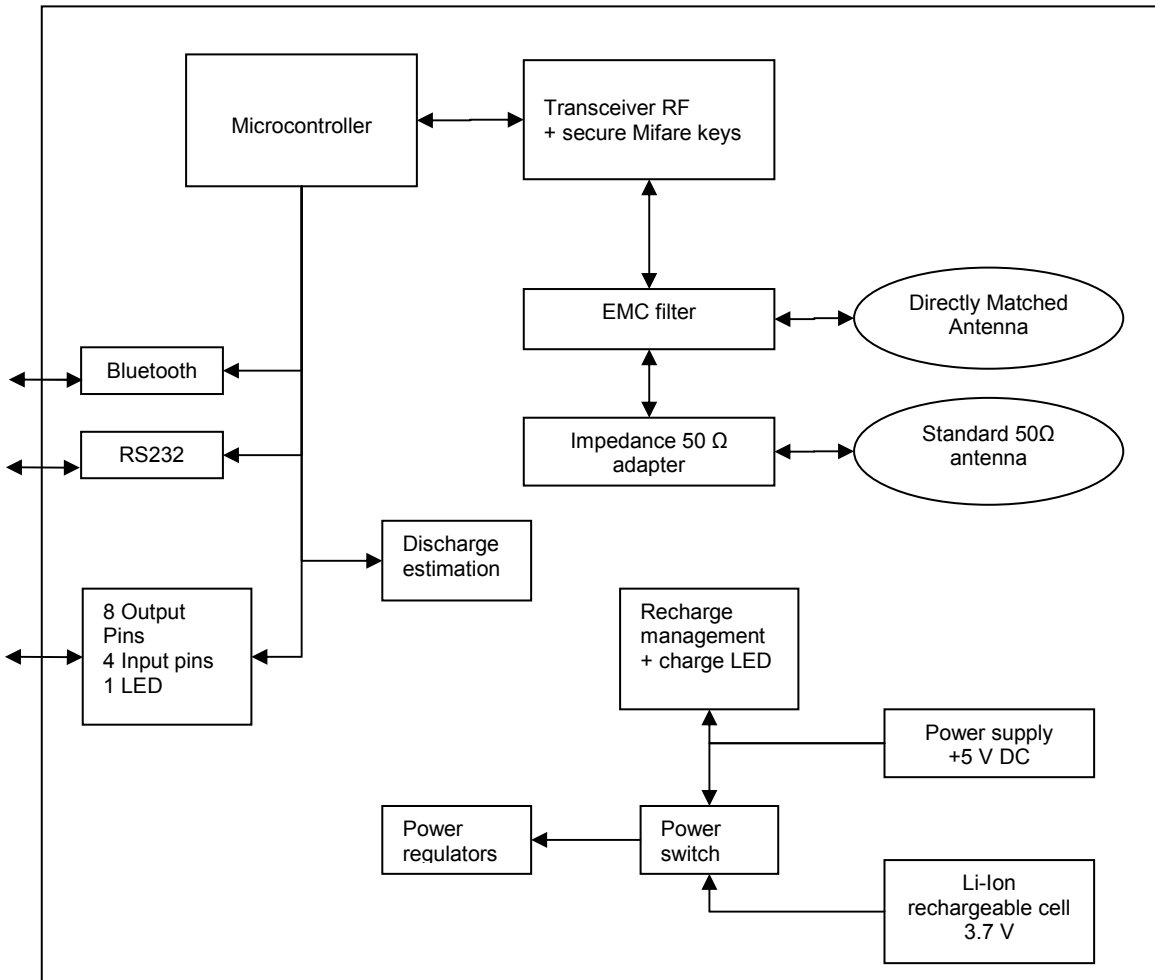 Microcontroller
Transceiver RF
+ secure Mifare keys
EMC filter
Directly Matched
Antenna
Bluetooth
RS232
Impedance 50 Ω
adapter
Standard 50Ω
antenna
Discharge
estimation
8 Output
Pins
4 Input pins
1 LED
Recharge
management
+ charge LED
Power supply
+5 V DC
Power
regulators
Power
switch
Li-Ion
rechargeable cell
3.7 V